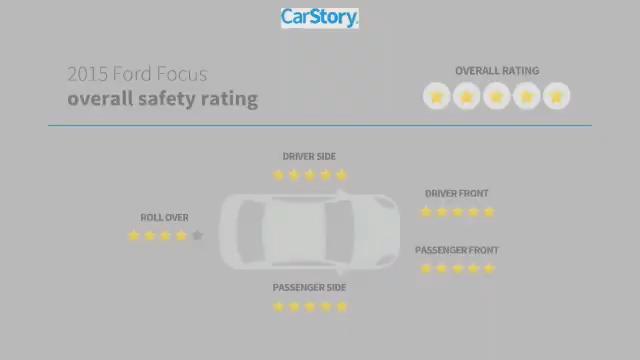 CarStory.
2015 Ford Focus
overall safety rating
OVERALL RATING
DRIVER SIDE
DRIVER FRONT
ROLL OVER
PASSENGER FRONT
PASSENGER SIDE